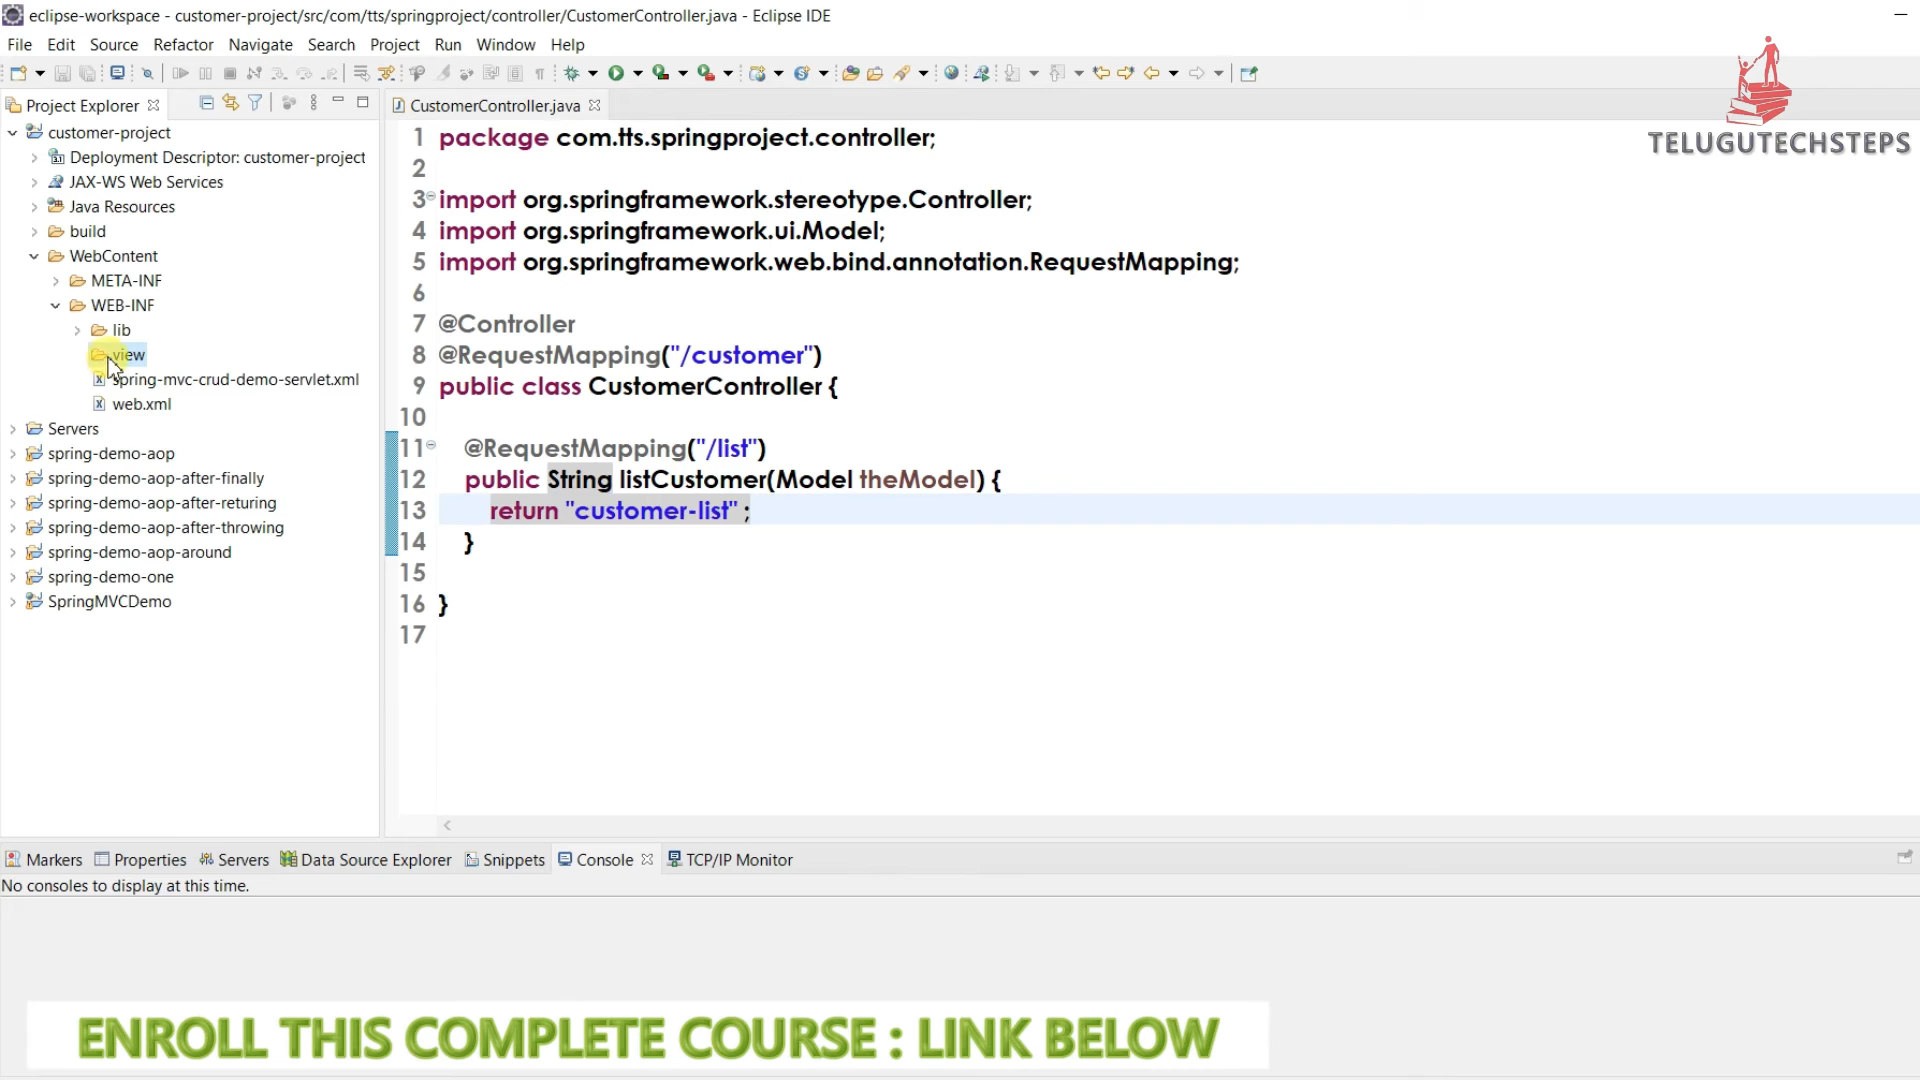 eclipse-workspace - customer-project/src/com/tts/springproject/controller/CustomerController.java - Eclipse IDE
File Edit Source Refactor Navigate Search Project Run Window Help
TELUGUTECHSTEPS
Project Explorer
customer-project
Deployment Descriptor: customer-project
JAX-WS Web Services
Java Resources
build
WebContent
META-INF
WEB-INF
lib
view
spring-mvc-crud-demo-servlet.xml
web.xml
Servers
spring-demo-aop
spring-demo-aop-after-finally
spring-demo-aop-after-returing
spring-demo-aop-after-throwing
spring-demo-aop-around
spring-demo-one
SpringMVCDemo
CustomerController.java
1 package com.tts.springproject.controller;
2
3 import org.springframework.stereotype.Controller;
4 import org.springframework.ui.Model;
5 import org.springframework.web.bind.annotation.RequestMapping;
6
7 @Controller
8 @RequestMapping("/customer")
9 public class CustomerController {
10
11 @RequestMapping("/list")
12 public String listCustomer(Model theModel) {
13 return "customer-list" ;
14 }
15
16 }
17
Markers Properties Servers Data Source Explorer Snippets Console TCP/IP Monitor
No consoles to display at this time.
ENROLL THIS COMPLETE COURSE : LINK BELOW